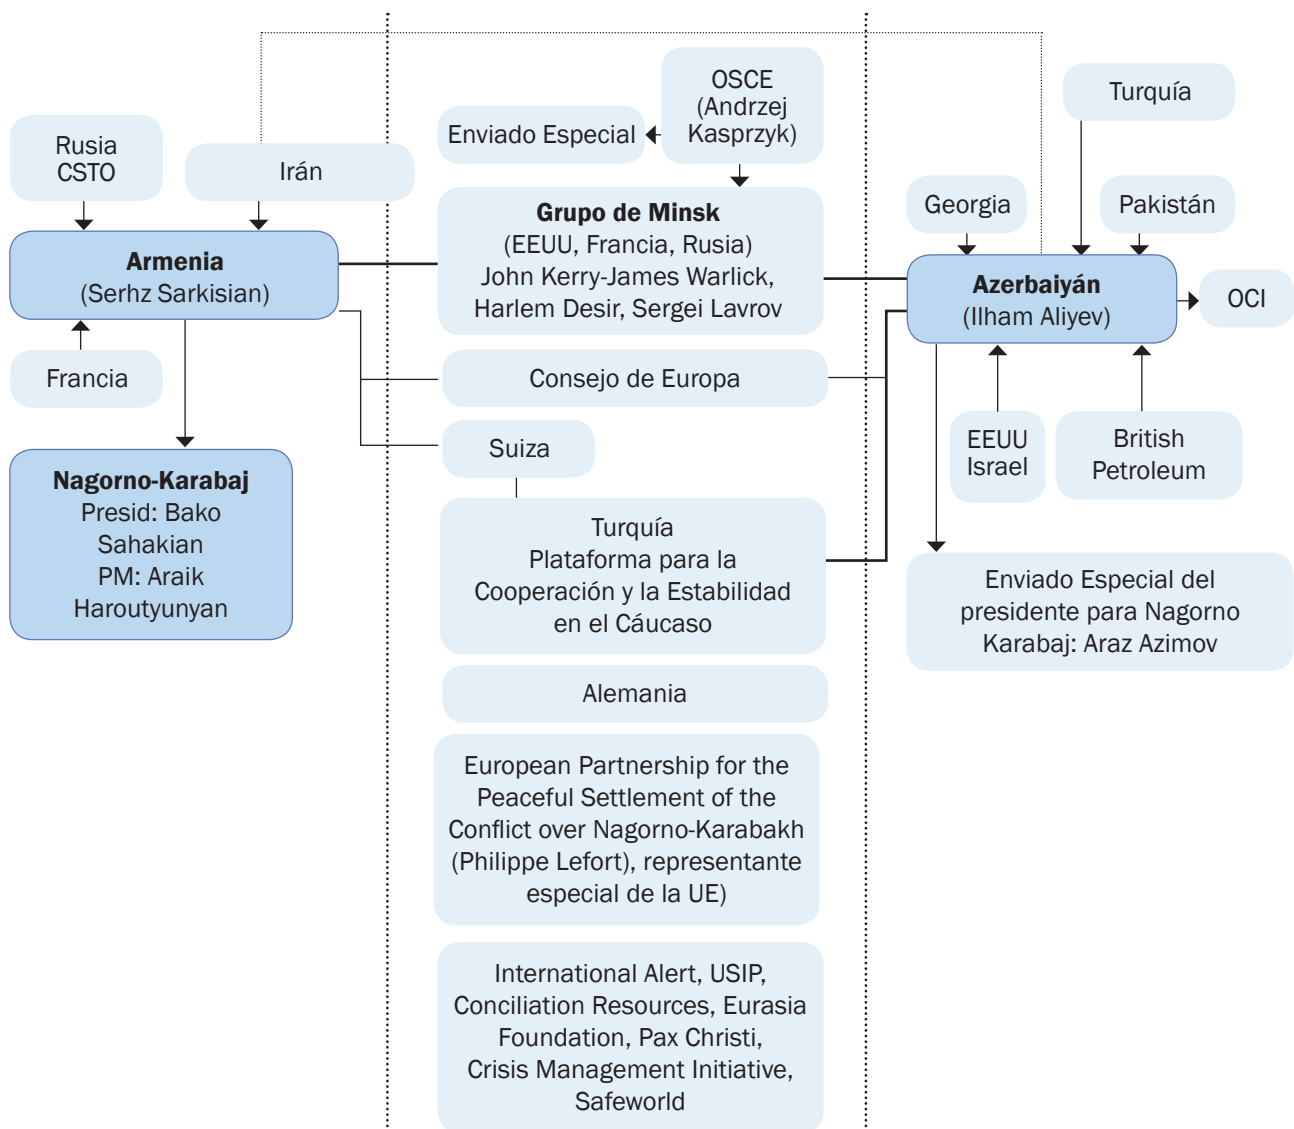 Rusia
CSTO
Irán
Armenia
(Serhz Sarkisian)
Francia
Nagorno-Karabaj
Presid: Bako
Sahakian
PM: Araik
Haroutyunyan
OSCE
(Andrzej
Kasprzyk)
Enviado Especial
Grupo de Minsk
(EEUU, Francia, Rusia)
John Kerry-James Warlick,
Harlem Desir, Sergei Lavrov
Consejo de Europa
Suiza
Turquía
Plataforma para la
Cooperación y la Estabilidad
en el Cáucaso
Alemania
European Partnership for the
Peaceful Settlement of the
Conflict over Nagorno-Karabakh
(Philippe Lefort), representante
especial de la UE)
International Alert, USIP,
Conciliation Resources, Eurasia
Foundation, Pax Christi,
Crisis Management Initiative,
Safeworld
Turquía
Georgia
Pakistán
Azerbaiyán
(Ilham Aliyev)
OCI
EEUU
Israel
British
Petroleum
Enviado Especial del
presidente para Nagorno
Karabaj: Araz Azimov